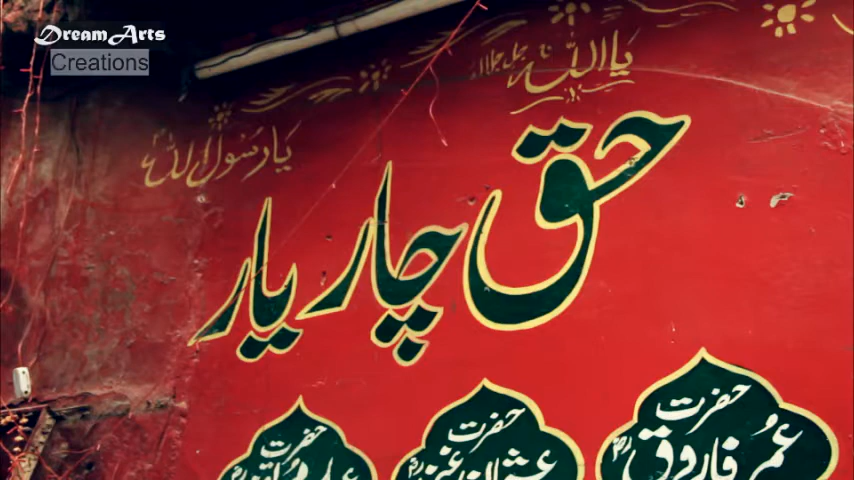 Dream Arts
Creations
یا اللہ جل جلالہ
یا رسول اللہ
حق چار یار
حضرت عمر فاروق
حضرت عثمان غنی
حضرت